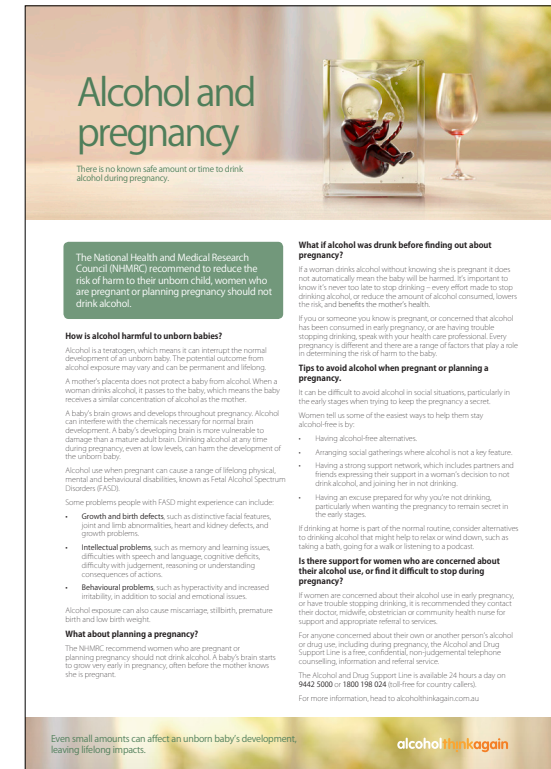 Alcohol and
pregnancy
There is no known safe amount or time to drink
alcohol during pregnancy.
The National Health and Medical Research
Council (NHMRC) recommend to reduce the
risk of harm to their unborn child, women who
are pregnant or planning pregnancy should not
drink alcohol.
How is alcohol harmful to unborn babies?
Alcohol is a teratogen, which means it can interrupt the normal
development of an unborn baby. The potential outcome from
alcohol exposure may vary and can be permanent and lifelong.
A mother's placenta does not protect a baby from alcohol. When a
woman drinks alcohol, it passes to the baby, which means the baby
receives a similar concentration of alcohol as the mother.
A baby's brain grows and develops throughout pregnancy. Alcohol
can interfere with the chemicals necessary for normal brain
development. A baby's developing brain is more vulnerable to
damage than a mature adult brain. Drinking alcohol at any time
during pregnancy, even at low levels, can harm the development of
the unborn baby.
Alcohol use when pregnant can cause a range of lifelong physical,
mental and behavioural disabilities, known as Fetal Alcohol Spectrum
Disorders (FASD).
Some problems people with FASD might experience can include:
• Growth and birth defects, such as distinctive facial features,
joint and limb abnormalities, heart and kidney defects, and
growth problems.
• Intellectual problems, such as memory and learning issues,
difficulties with speech and language, cognitive deficits,
difficulty with judgement, reasoning or understanding
consequences of actions.
• Behavioural problems, such as hyperactivity and increased
irritability, in addition to social and emotional issues.
Alcohol exposure can also cause miscarriage, stillbirth, premature
birth and low birth weight.
What about planning a pregnancy?
The NHMRC recommend women who are pregnant or
planning pregnancy should not drink alcohol. A baby's brain starts
to grow very early in pregnancy, often before the mother knows
she is pregnant.
What if alcohol was drunk before finding out about
pregnancy?
If a woman drinks alcohol without knowing she is pregnant it does
not automatically mean the baby will be harmed. It's important to
know it's never too late to stop drinking – every effort made to stop
drinking alcohol, or reduce the amount of alcohol consumed, lowers
the risk, and benefits the mother's health.
If you or someone you know is pregnant, or concerned that alcohol
has been consumed in early pregnancy, or are having trouble
stopping drinking, speak with your health care professional. Every
pregnancy is different and there are a range of factors that play a role
in determining the risk of harm to the baby.
Tips to avoid alcohol when pregnant or planning a
pregnancy.
It can be difficult to avoid alcohol in social situations, particularly in
the early stages when trying to keep the pregnancy a secret.
Women tell us some of the easiest ways to help them stay
alcohol-free is by:
• Having alcohol-free alternatives.
• Arranging social gatherings where alcohol is not a key feature.
• Having a strong support network, which includes partners and
friends expressing their support in a woman's decision to not
drink alcohol, and joining her in not drinking.
• Having an excuse prepared for why you're not drinking,
particularly when wanting the pregnancy to remain secret in
the early stages.
If drinking at home is part of the normal routine, consider alternatives
to drinking alcohol that might help to relax or wind down, such as
taking a bath, going for a walk or listening to a podcast.
Is there support for women who are concerned about
their alcohol use, or find it difficult to stop during
pregnancy?
If women are concerned about their alcohol use in early pregnancy,
or have trouble stopping drinking, it is recommended they contact
their doctor, midwife, obstetrician or community health nurse for
support and appropriate referral to services.
For anyone concerned about their own or another person's alcohol
or drug use, including during pregnancy, the Alcohol and Drug
Support Line is a free, confidential, non-judgemental telephone
counselling, information and referral service.
The Alcohol and Drug Support Line is available 24 hours a day on
9442 5000 or 1800 198 024 (toll-free for country callers).
For more information, head to alcoholthinkagain.com.au
Even small amounts can affect an unborn baby's development,
leaving lifelong impacts.
alcoholthinkagain